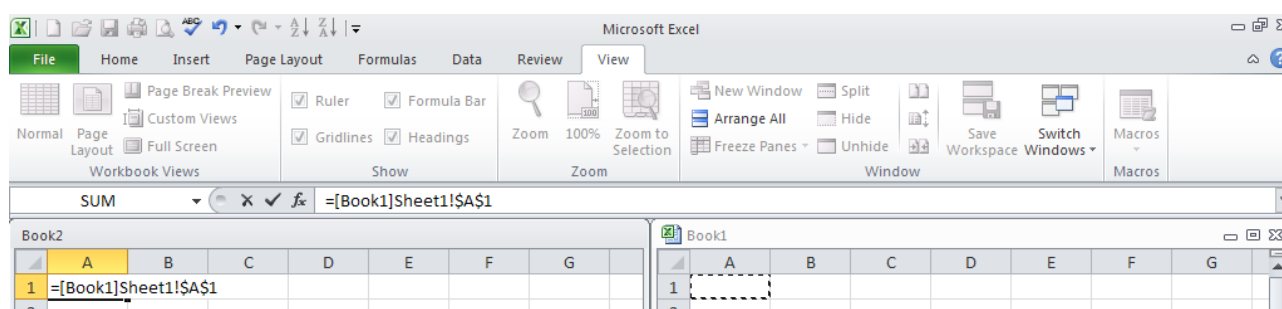 ABC A Z Z A Microsoft Excel
File Home Insert Page Layout Formulas Data Review View
Normal Page Layout Page Break Preview Custom Views Full Screen
Workbook Views
Ruler Formula Bar
Gridlines Headings
Show
Zoom 100% Zoom to Selection
Zoom
New Window Split
Arrange All Hide
Freeze Panes Unhide
Save Workspace Switch Windows
Window
Macros
Macros
SUM fx =[Book1]Sheet1!$A$1
Book2 Book1
A B C D E F G A B C D E F G
1 =[Book1]Sheet1!$A$1 1